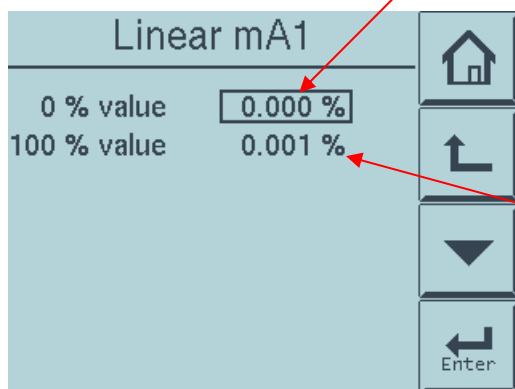 Linear mA1
0 % value 0.000 %
100 % value 0.001 %
Enter